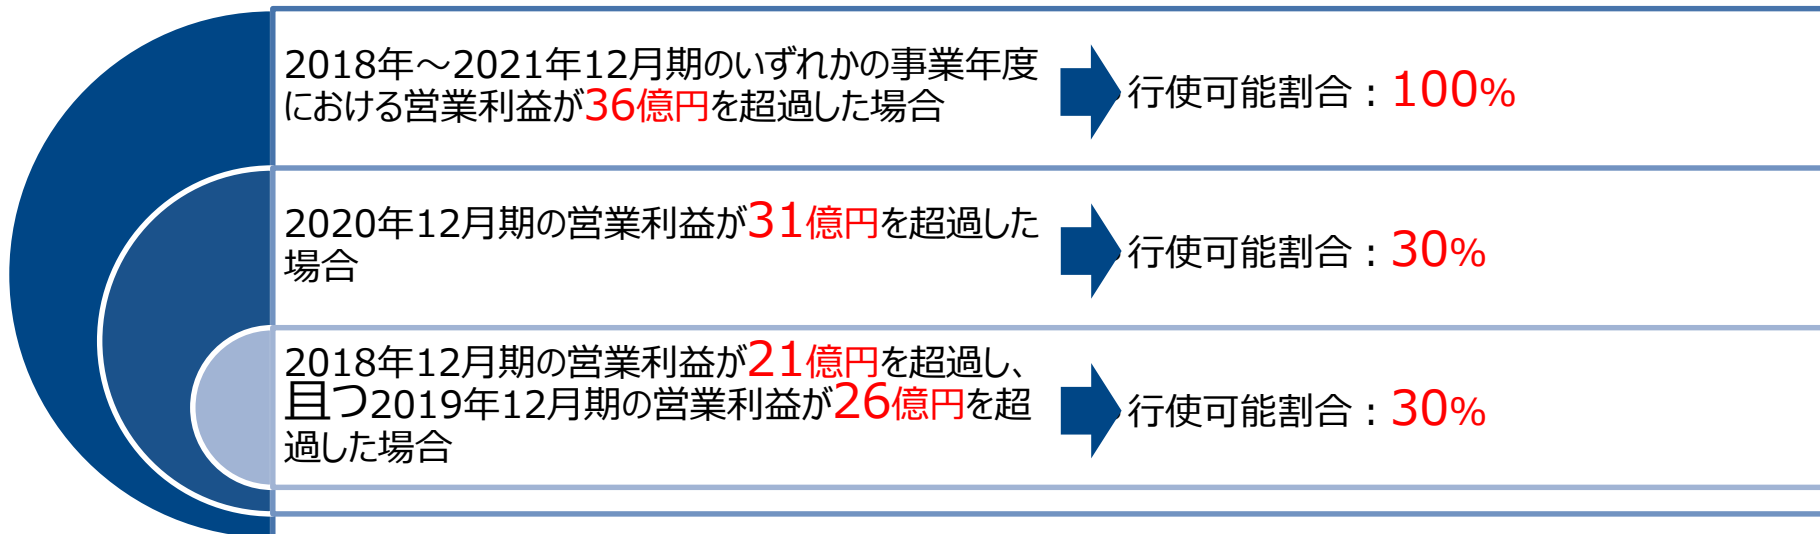 2018年～2021年12月期のいずれかの事業年度
における営業利益が36億円を超過した場合
行使可能割合：100%
2020年12月期の営業利益が31億円を超過した
場合
行使可能割合：30%
2018年12月期の営業利益が21億円を超過し、
且つ2019年12月期の営業利益が26億円を超
過した場合
行使可能割合：30%